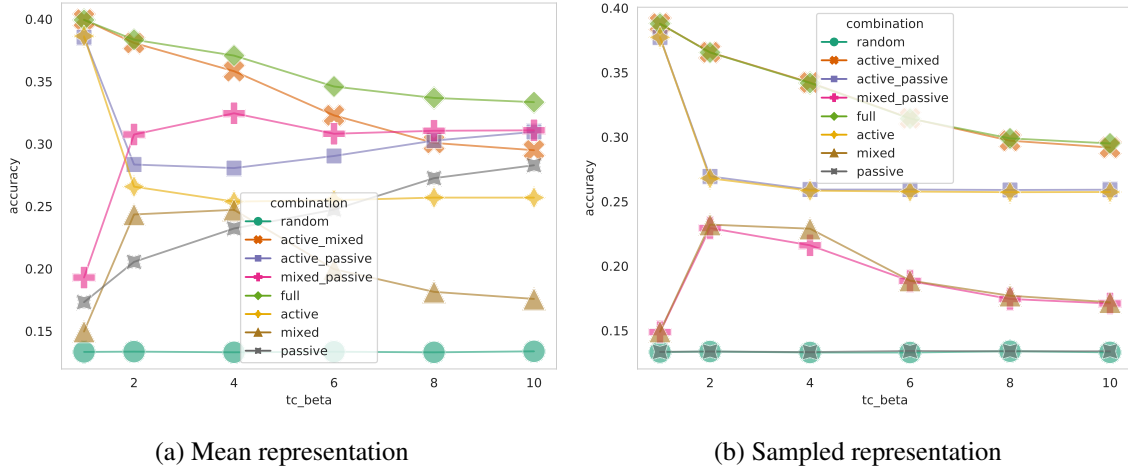 0.40
0.35
0.30
0.25
0.20
0.15
accuracy
combination
random
active_mixed
active_passive
mixed_passive
full
active
mixed
passive
2 4 6 8 10
tc_beta
(a) Mean representation
0.40
0.35
0.30
0.25
0.20
0.15
accuracy
combination
random
active_mixed
active_passive
mixed_passive
full
active
mixed
passive
2 4 6 8 10
tc_beta
(b) Sampled representation